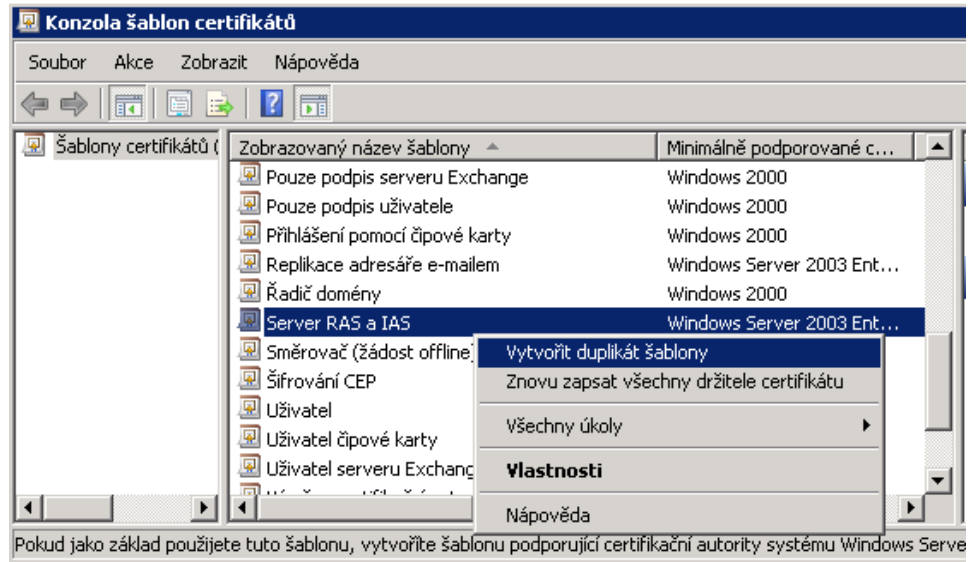 Konzola šablon certifikátů
Soubor Akce Zobrazit Nápověda
Šablony certifikátů (
Zobrazovaný název šablony Minimálně podporované c...
Pouze podpis serveru Exchange Windows 2000
Pouze podpis uživatele Windows 2000
Přihlášení pomocí čipové karty Windows 2000
Replikace adresáře e-mailem Windows Server 2003 Ent...
Řadič domény Windows 2000
Server RAS a IAS Windows Server 2003 Ent...
Směrovač (žádost offline)
Šifrování CEP
Uživatel
Uživatel čipové karty
Uživatel serveru Exchang
Vytvořit duplikát šablony
Znovu zapsat všechny držitele certifikátu
Všechny úkoly
Vlastnosti
Nápověda
Pokud jako základ použijete tuto šablonu, vytvoříte šablonu podporující certifikační autority systému Windows Serve